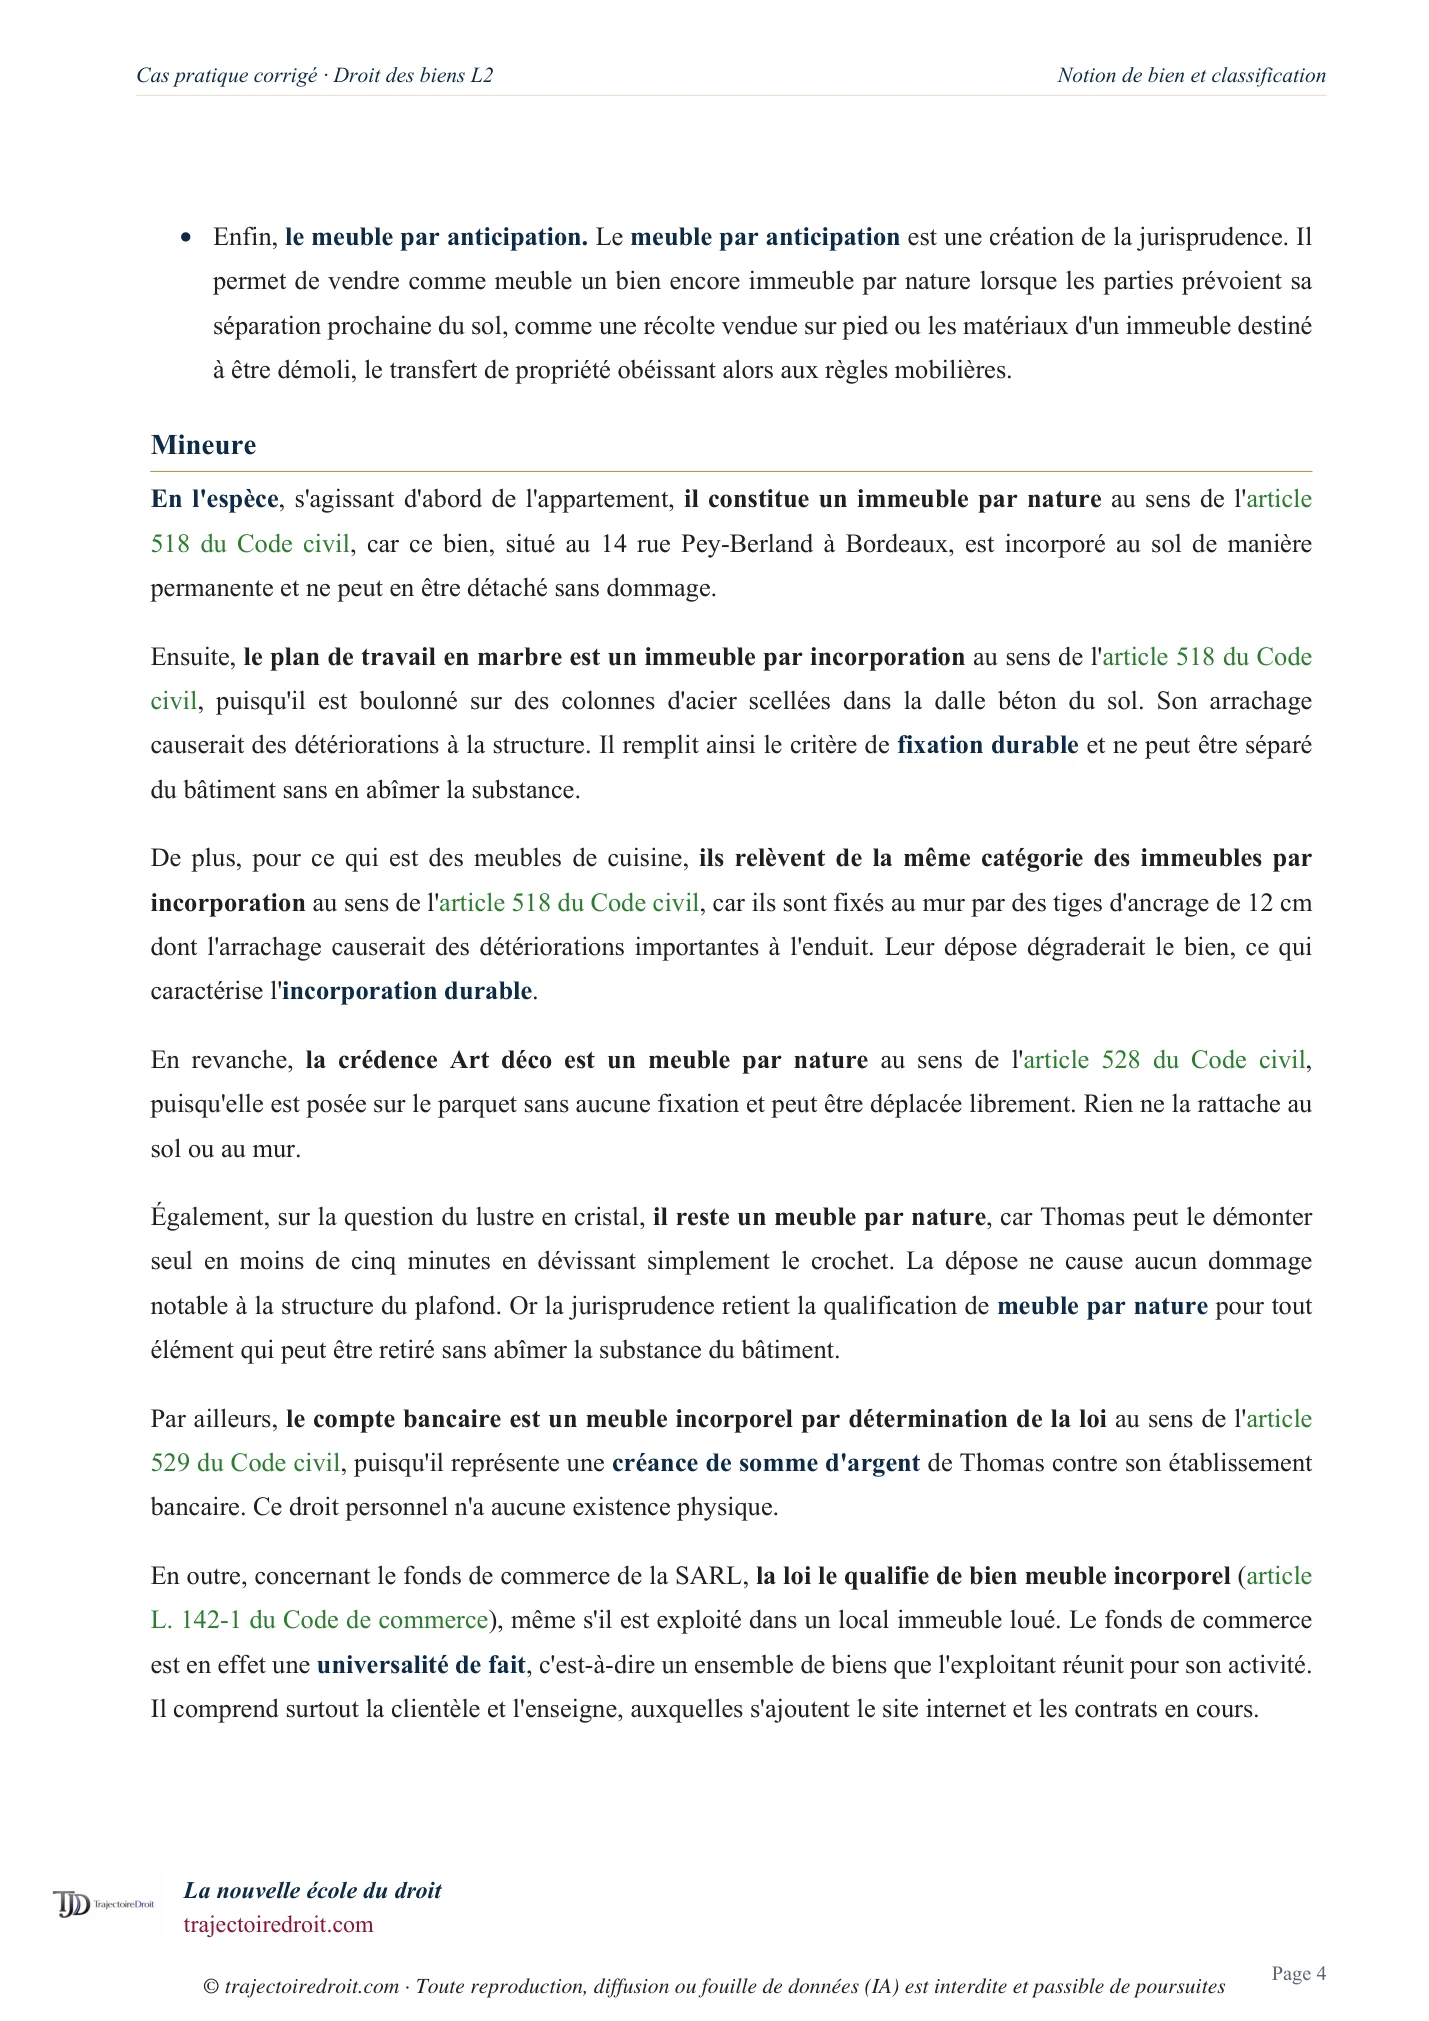 Cas pratique corrigé · Droit des biens L2
Notion de bien et classification
• Enfin, le meuble par anticipation. Le meuble par anticipation est une création de la jurisprudence. Il
permet de vendre comme meuble un bien encore immeuble par nature lorsque les parties prévoient sa
séparation prochaine du sol, comme une récolte vendue sur pied ou les matériaux d'un immeuble destiné
à être démoli, le transfert de propriété obéissant alors aux règles mobilières.
Mineure
En l'espèce, s'agissant d'abord de l'appartement, il constitue un immeuble par nature au sens de l'article
518 du Code civil, car ce bien, situé au 14 rue Pey-Berland à Bordeaux, est incorporé au sol de manière
permanente et ne peut en être détaché sans dommage.
Ensuite, le plan de travail en marbre est un immeuble par incorporation au sens de l'article 518 du Code
civil, puisqu'il est boulonné sur des colonnes d'acier scellées dans la dalle béton du sol. Son arrachage
causerait des détériorations à la structure. Il remplit ainsi le critère de fixation durable et ne peut être séparé
du bâtiment sans en abîmer la substance.
De plus, pour ce qui est des meubles de cuisine, ils relèvent de la même catégorie des immeubles par
incorporation au sens de l'article 518 du Code civil, car ils sont fixés au mur par des tiges d'ancrage de 12 cm
dont l'arrachage causerait des détériorations importantes à l'enduit. Leur dépose dégraderait le bien, ce qui
caractérise l'incorporation durable.
En revanche, la crédence Art déco est un meuble par nature au sens de l'article 528 du Code civil,
puisqu'elle est posée sur le parquet sans aucune fixation et peut être déplacée librement. Rien ne la rattache au
sol ou au mur.
Également, sur la question du lustre en cristal, il reste un meuble par nature, car Thomas peut le démonter
seul en moins de cinq minutes en dévissant simplement le crochet. La dépose ne cause aucun dommage
notable à la structure du plafond. Or la jurisprudence retient la qualification de meuble par nature pour tout
élément qui peut être retiré sans abîmer la substance du bâtiment.
Par ailleurs, le compte bancaire est un meuble incorporel par détermination de la loi au sens de l'article
529 du Code civil, puisqu'il représente une créance de somme d'argent de Thomas contre son établissement
bancaire. Ce droit personnel n'a aucune existence physique.
En outre, concernant le fonds de commerce de la SARL, la loi le qualifie de bien meuble incorporel (article
L. 142-1 du Code de commerce), même s'il est exploité dans un local immeuble loué. Le fonds de commerce
est en effet une universalité de fait, c'est-à-dire un ensemble de biens que l'exploitant réunit pour son activité.
Il comprend surtout la clientèle et l'enseigne, auxquelles s'ajoutent le site internet et les contrats en cours.
TJD TrajectoireDroit
La nouvelle école du droit
trajectoiredroit.com
© trajectoiredroit.com · Toute reproduction, diffusion ou fouille de données (IA) est interdite et passible de poursuites
Page 4